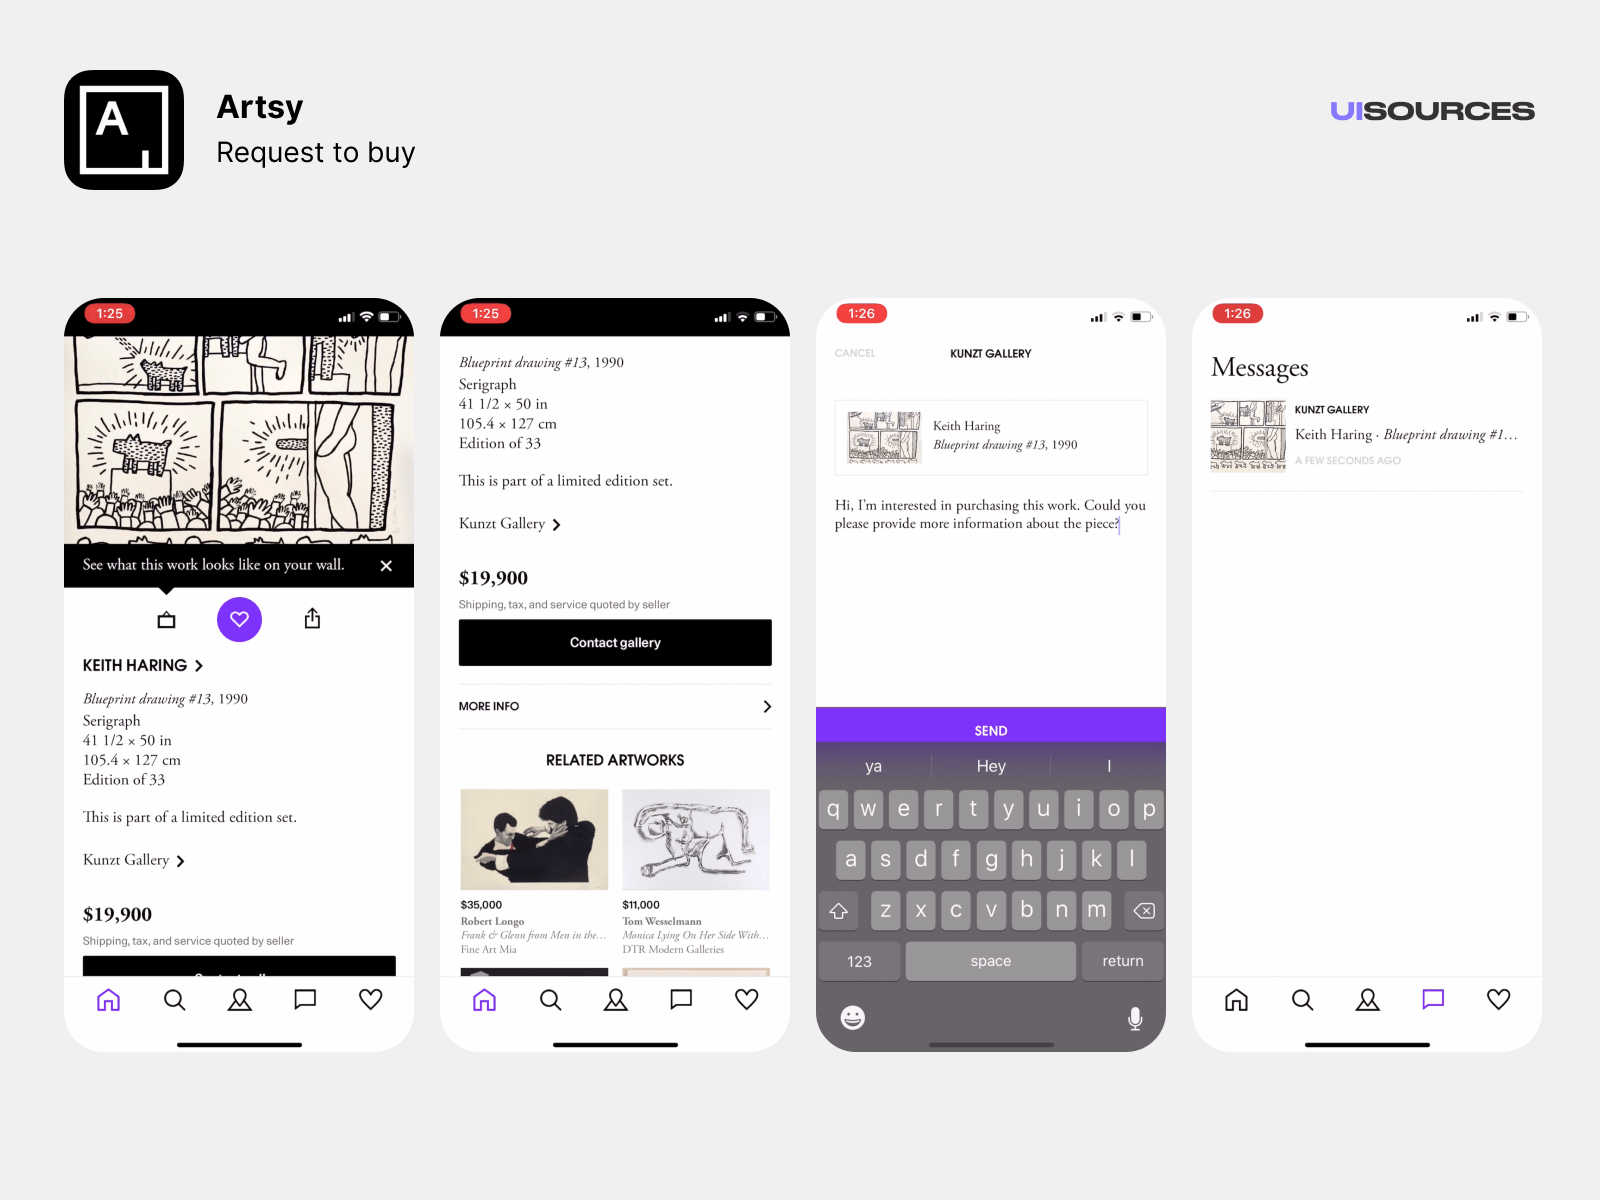 A
Artsy
Request to buy
UISOURCES
1:25
See what this work looks like on your wall.
KEITH HARING
Blueprint drawing #13, 1990
Serigraph
41 1/2 × 50 in
105.4 × 127 cm
Edition of 33
This is part of a limited edition set.
Kunzt Gallery
$19,900
Shipping, tax, and service quoted by seller
1:25
Blueprint drawing #13, 1990
Serigraph
41 1/2 × 50 in
105.4 × 127 cm
Edition of 33
This is part of a limited edition set.
Kunzt Gallery
$19,900
Shipping, tax, and service quoted by seller
Contact gallery
MORE INFO
RELATED ARTWORKS
$35,000
Robert Longo
Frank & Glenn from Men in the...
Fine Art Mia
$11,000
Tom Wesselmann
Monica Lying On Her Side With...
DTR Modern Galleries
1:26
CANCEL
KUNZT GALLERY
Keith Haring
Blueprint drawing #13, 1990
Hi, I'm interested in purchasing this work. Could you
please provide more information about the piece?
SEND
ya Hey I
q w e r t y u i o p
a s d f g h j k l
z x c v b n m
123 space return
1:26
Messages
KUNZT GALLERY
Keith Haring · Blueprint drawing #1...
A FEW SECONDS AGO